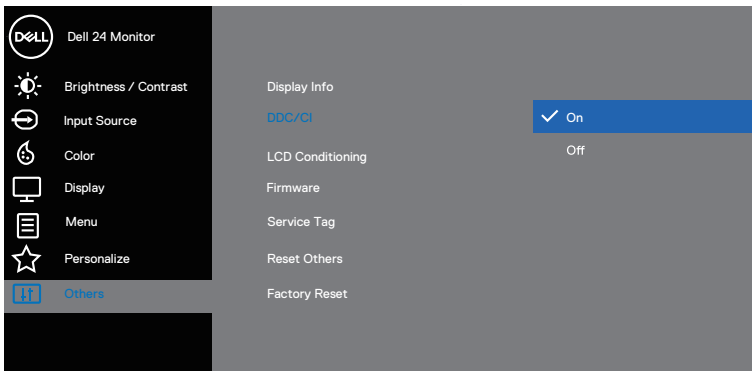 DELL
Dell 24 Monitor
Brightness / Contrast
Input Source
Color
Display
Menu
Personalize
Others
Display Info
DDC/CI
LCD Conditioning
Firmware
Service Tag
Reset Others
Factory Reset
On
Off